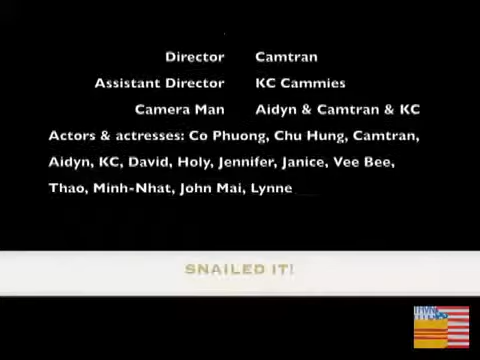 Director Camtran
Assistant Director KC Cammies
Camera Man Aidyn & Camtran & KC
Actors & actresses: Co Phuong, Chu Hung, Camtran,
Aidyn, KC, David, Holy, Jennifer, Janice, Vee Bee,
Thao, Minh-Nhat, John Mai, Lynne
SNAILED IT!